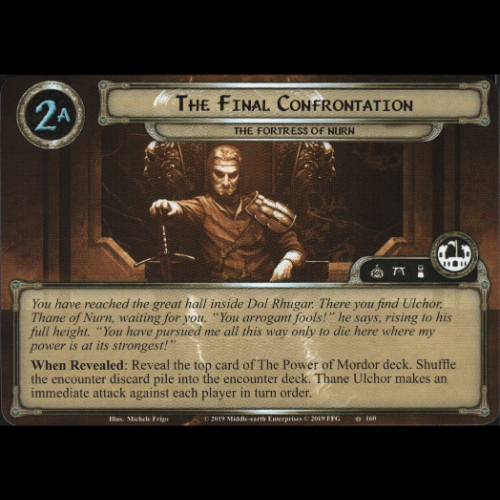 2A
THE FINAL CONFRONTATION
THE FORTRESS OF NURN
You have reached the great hall inside Dol Rhugar. There you find Ulchor,
Thane of Nurn, waiting for you. “You arrogant fools!” he says, rising to his
full height. “You have pursued me all this way only to die here where my
power is at its strongest!”
When Revealed: Reveal the top card of The Power of Mordor deck. Shuffle
the encounter discard pile into the encounter deck. Thane Ulchor makes an
immediate attack against each player in turn order.
Illus. Michele Frigo © 2019 Middle-earth Enterprises © 2019 FFG 160